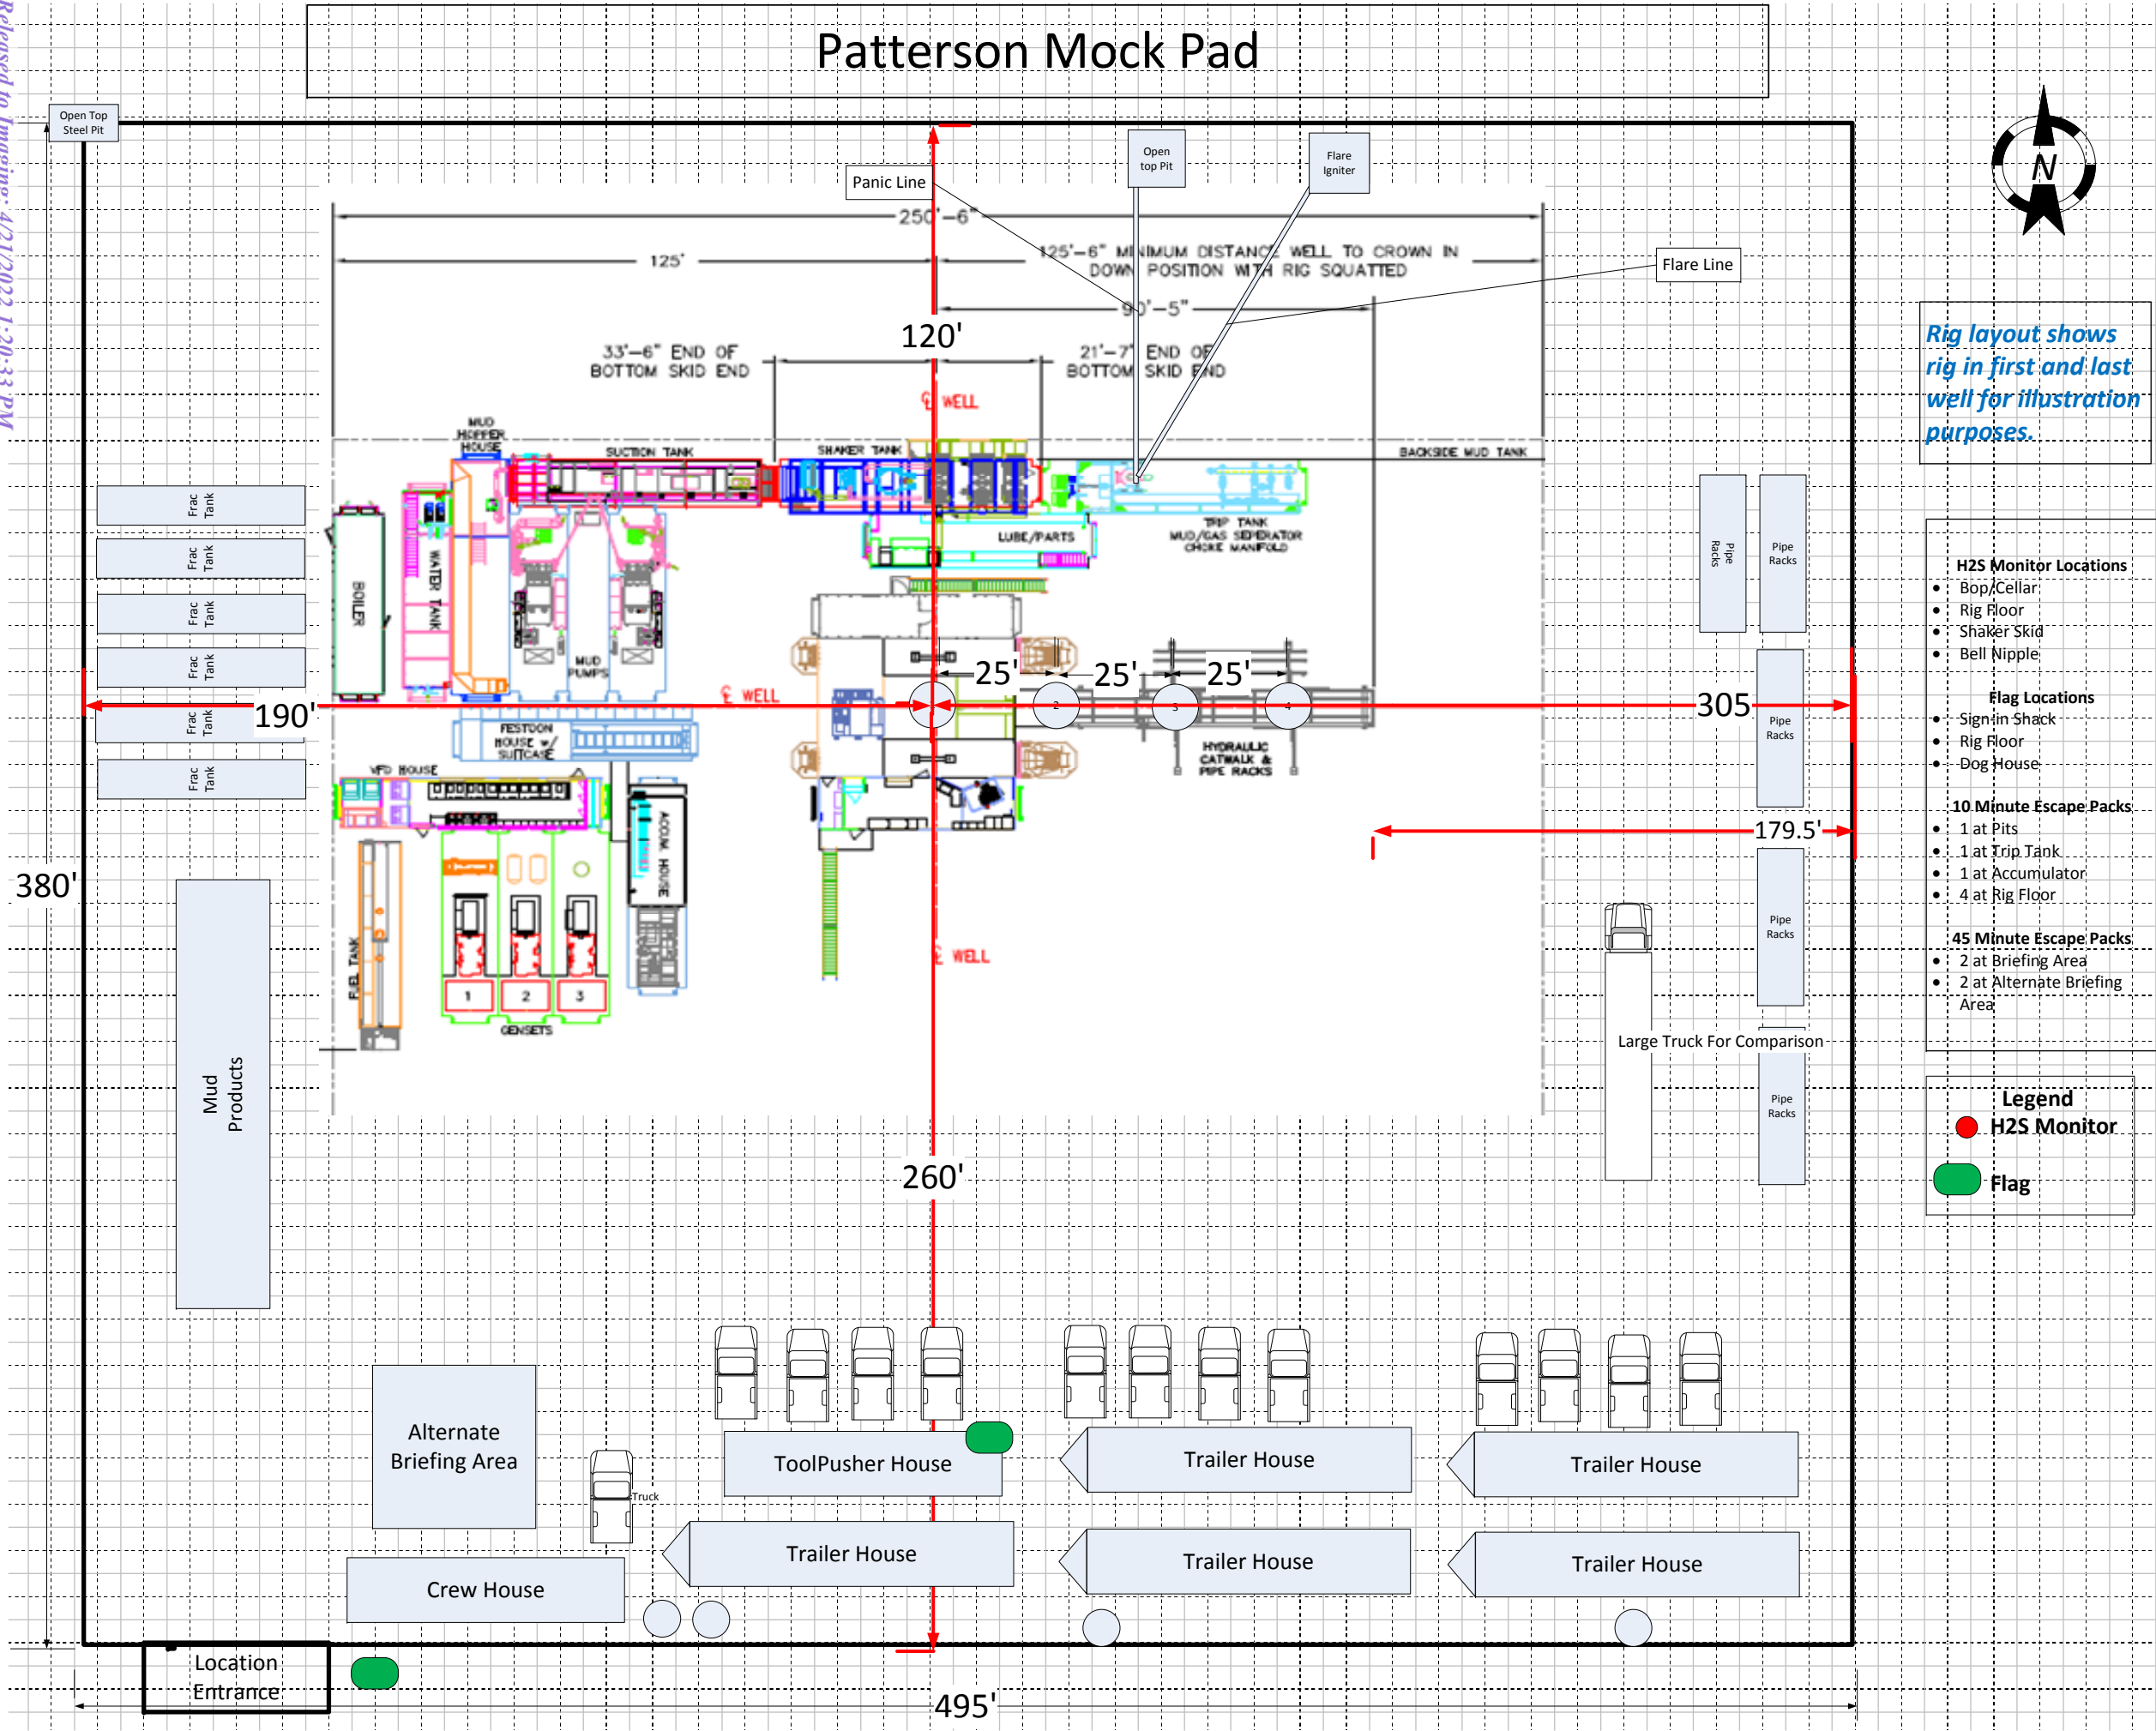 Released to Imaging: 4/21/2022 1:20:33 PM
Patterson Mock Pad
Open Top
Steel Pit
Panic Line
Open
top Pit
Flare
Igniter
Flare Line
N
250'-6"
125'
125'-6" MINIMUM DISTANCE WELL TO CROWN IN
DOWN POSITION WITH RIG SQUATTED
90'-5"
120'
33'-6" END OF
BOTTOM SKID END
21'-7" END OF
BOTTOM SKID END
℄ WELL
Rig layout shows
rig in first and last
well for illustration
purposes.
MUD
HOPPER
HOUSE
SUCTION TANK
SHAKER TANK
BACKSIDE MUD TANK
Frac
Tank
Frac
Tank
Frac
Tank
Frac
Tank
Frac
Tank
Frac
Tank
BOILER
WATER TANK
MUD
PUMPS
LUBE/PARTS
TRIP TANK
MUD/GAS SEPERATOR
CHOKE MANIFOLD
Pipe
Racks
Pipe
Racks
Pipe
Racks
Pipe
Racks
Pipe
Racks
25'
25'
25'
2
3
4
190'
℄ WELL
305
FESTOON
HOUSE w/
SUITCASE
HYDRAULIC
CATWALK &
PIPE RACKS
VFD HOUSE
179.5'
ACCUM. HOUSE
FUEL TANK
1
2
3
GENSETS
℄ WELL
380'
Mud
Products
Large Truck For Comparison
260'
H2S Monitor Locations
• Bop/Cellar
• Rig Floor
• Shaker Skid
• Bell Nipple
Flag Locations
• Sign in Shack
• Rig Floor
• Dog House
10 Minute Escape Packs
• 1 at Pits
• 1 at Trip Tank
• 1 at Accumulator
• 4 at Rig Floor
45 Minute Escape Packs
• 2 at Briefing Area
• 2 at Alternate Briefing
Area
Legend
H2S Monitor
Flag
Alternate
Briefing Area
Truck
ToolPusher House
Trailer House
Trailer House
Crew House
Trailer House
Trailer House
Trailer House
Location
Entrance
495'